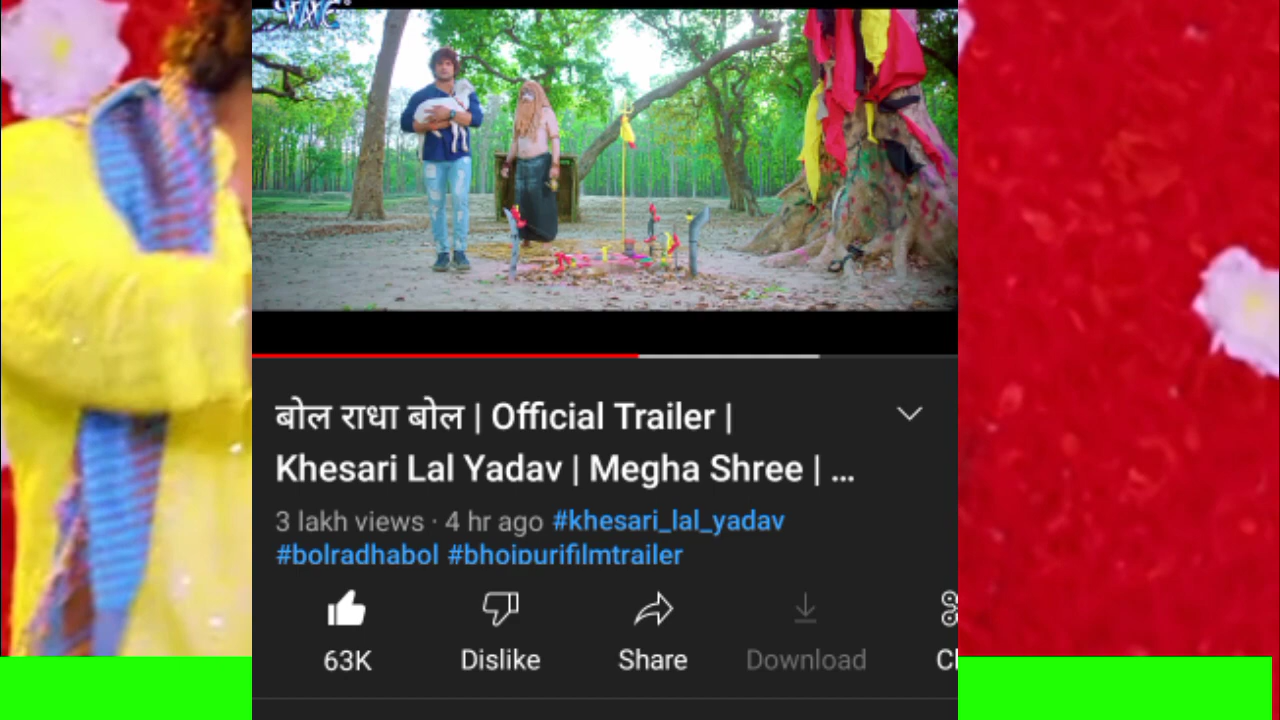 बोल राधा बोल | Official Trailer |
Khesari Lal Yadav | Megha Shree | ...
3 lakh views · 4 hr ago #khesari_lal_yadav
#bolradhabol #bhojpurifilmtrailer
63K Dislike Share Download